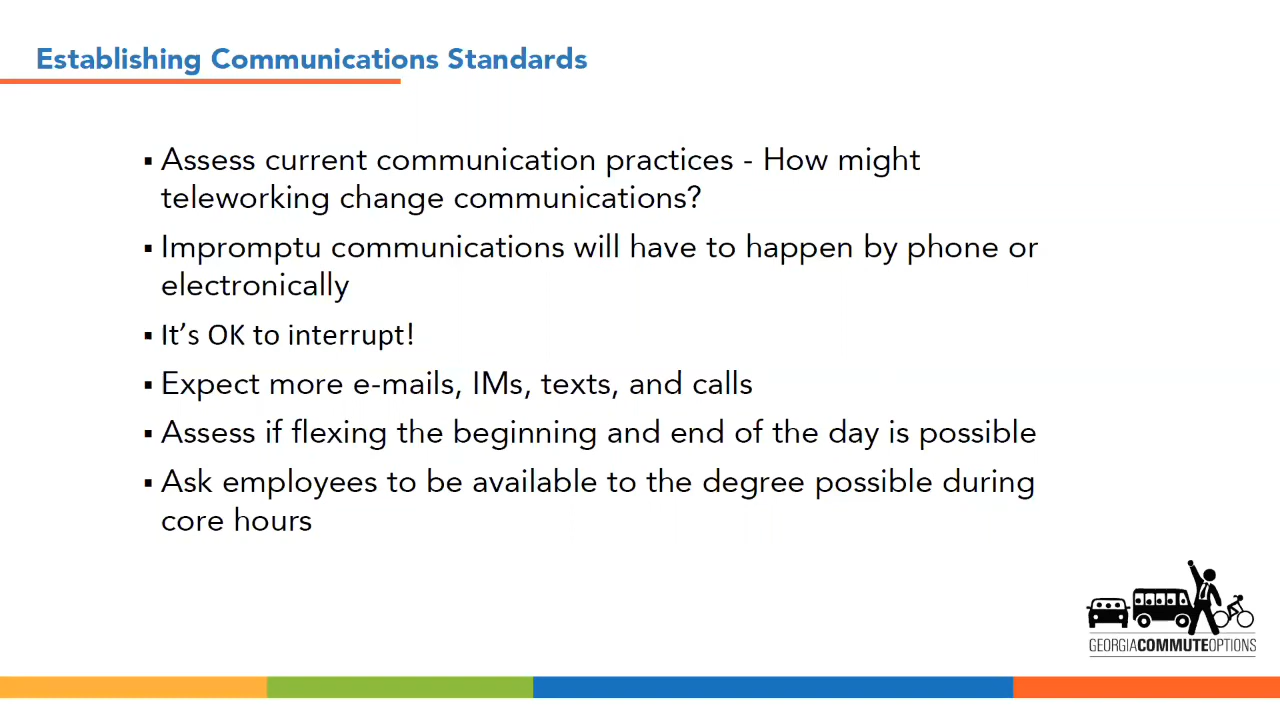 Establishing Communications Standards
▪ Assess current communication practices - How might
teleworking change communications?
▪ Impromptu communications will have to happen by phone or
electronically
▪ It’s OK to interrupt!
▪ Expect more e-mails, IMs, texts, and calls
▪ Assess if flexing the beginning and end of the day is possible
▪ Ask employees to be available to the degree possible during
core hours
GEORGIACOMMUTEOPTIONS